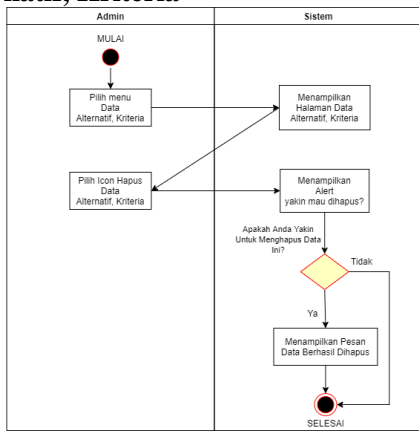 Admin
Sistem
MULAI
Pilih menu
Data
Alternatif, Kriteria
Menampilkan
Halaman Data
Alternatif, Kriteria
Pilih Icon Hapus
Data
Alternatif, Kriteria
Menampilkan
Alert
yakin mau dihapus?
Apakah Anda Yakin
Untuk Menghapus Data
Ini?
Tidak
Ya
Menampilkan Pesan
Data Berhasil Dihapus
SELESAI